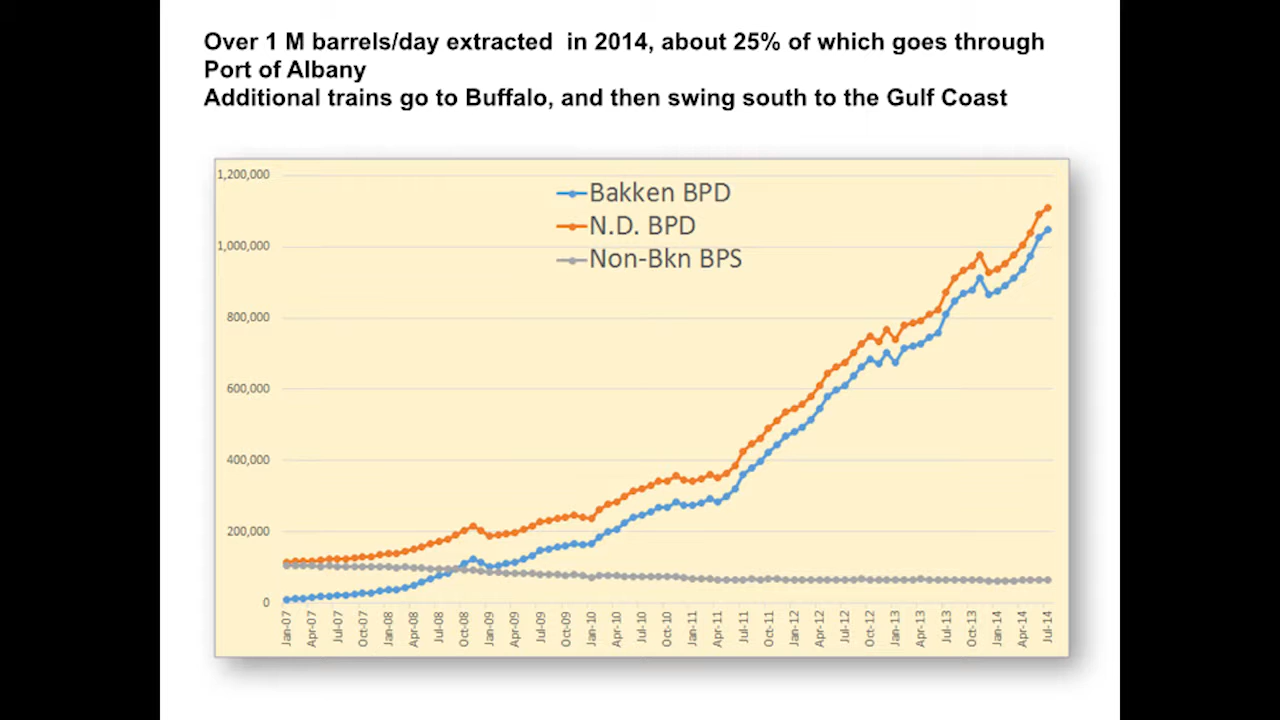 Over 1 M barrels/day extracted  in 2014, about 25% of which goes through
Port of Albany
Additional trains go to Buffalo, and then swing south to the Gulf Coast
1,200,000
Bakken BPD
N.D. BPD
1,000,000
Non-Bkn BPS
800,000
600,000
400,000
200,000
0
Jan-07 Apr-07 Jul-07 Oct-07 Jan-08 Apr-08 Jul-08 Oct-08 Jan-09 Apr-09 Jul-09 Oct-09 Jan-10 Apr-10 Jul-10 Oct-10 Jan-11 Apr-11 Jul-11 Oct-11 Jan-12 Apr-12 Jul-12 Oct-12 Jan-13 Apr-13 Jul-13 Oct-13 Jan-14 Apr-14 Jul-14